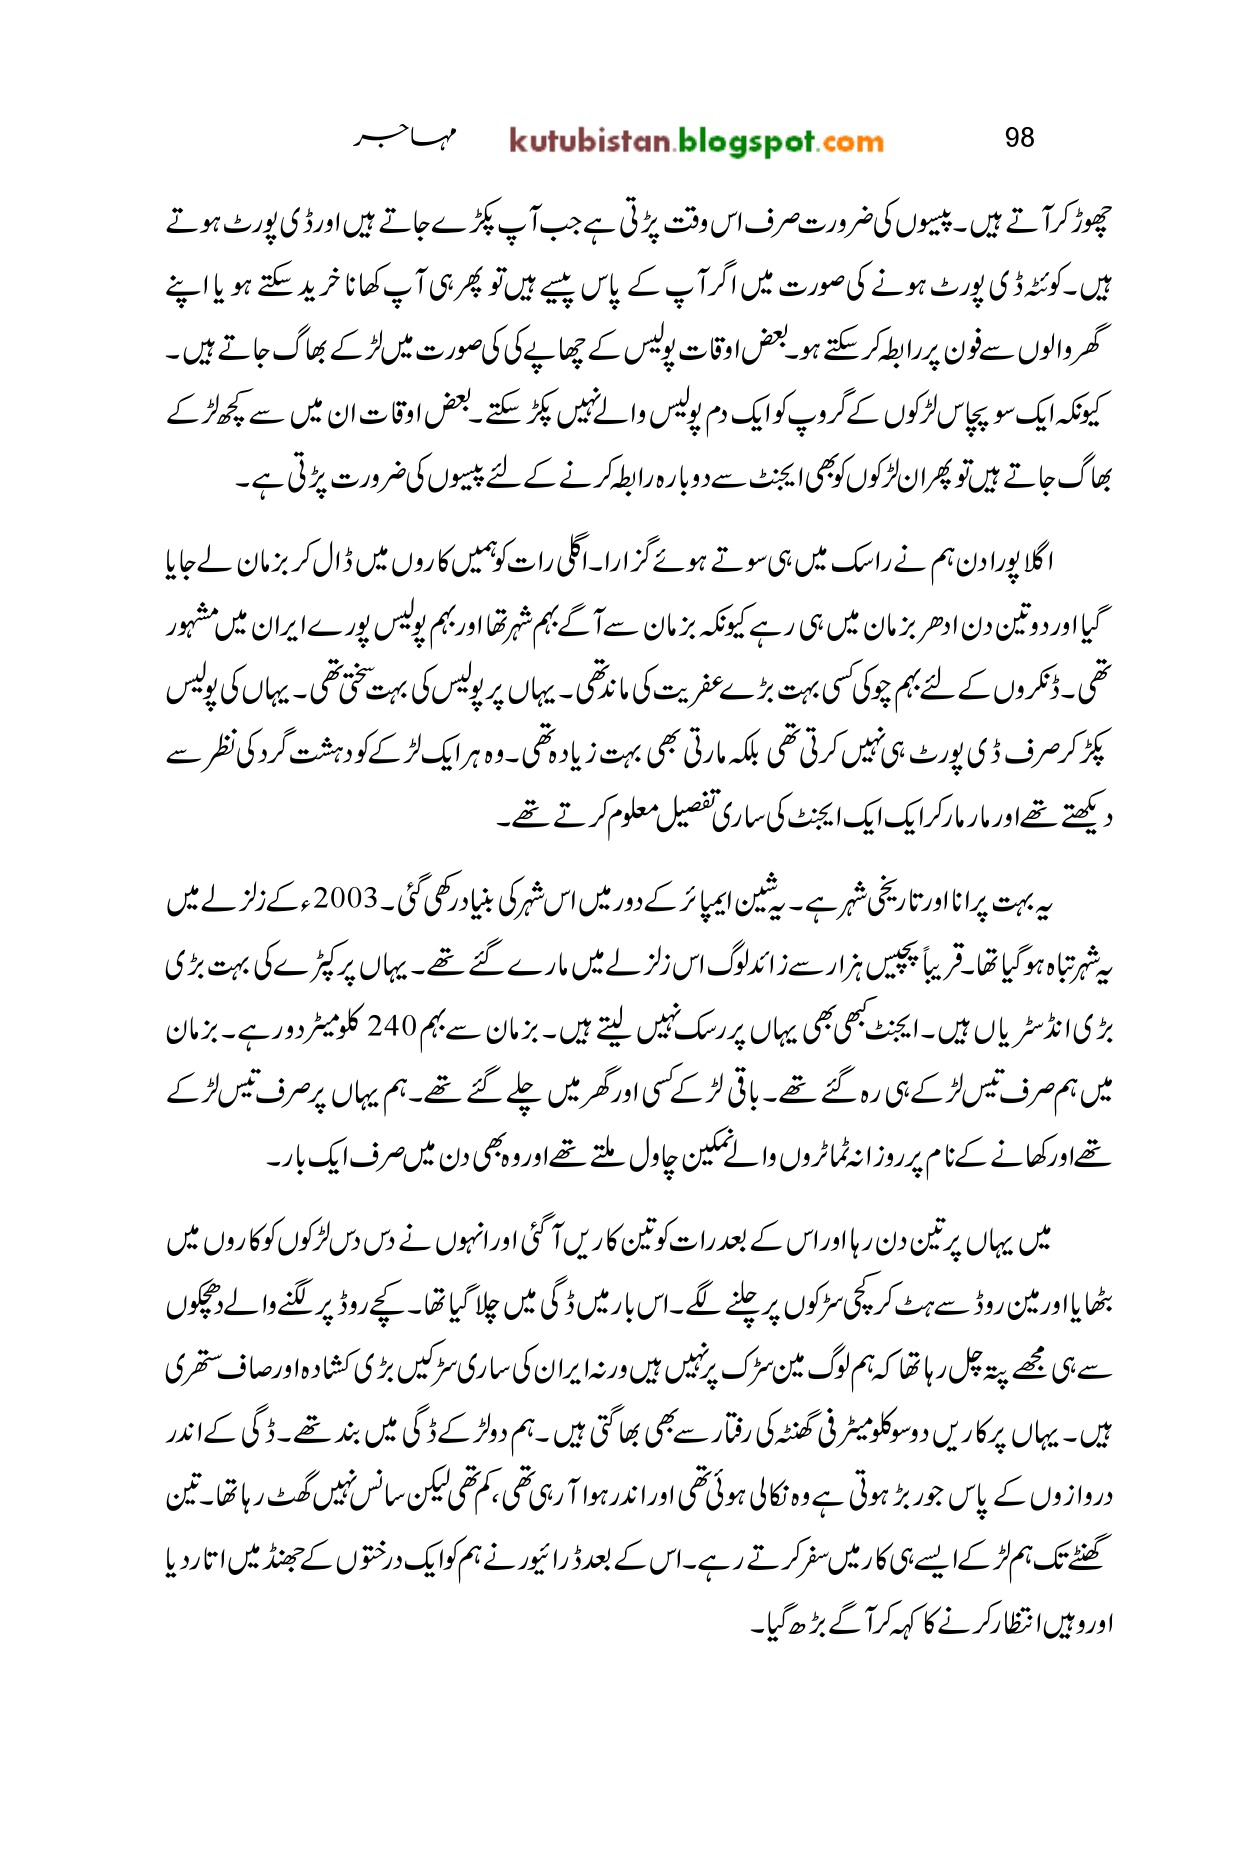 98 kutubistan.blogspot.com مہاجر
چھوڑ کر آتے ہیں۔ پیسوں کی ضرورت صرف اس وقت پڑتی ہے جب آپ پکڑے جاتے ہیں اور ڈی پورٹ ہوتے
ہیں۔ کوئٹہ ڈی پورٹ ہونے کی صورت میں اگر آپ کے پاس پیسے ہیں تو پھر ہی آپ کھانا خرید سکتے ہو یا اپنے
گھر والوں سے فون پر رابطہ کر سکتے ہو۔ بعض اوقات پولیس کے چھاپے کی کی صورت میں لڑکے بھاگ جاتے ہیں۔
کیونکہ ایک سو پچاس لڑکوں کے گروپ کو ایک دم پولیس والے نہیں پکڑ سکتے۔ بعض اوقات ان میں سے کچھ لڑکے
بھاگ جاتے ہیں تو پھر ان لڑکوں کو بھی ایجنٹ سے دوبارہ رابطہ کرنے کے لئے پیسوں کی ضرورت پڑتی ہے۔
اگلا پورا دن ہم نے راسک میں ہی سوتے ہوئے گزارا۔ اگلی رات کو ہمیں کاروں میں ڈال کر بزمان لے جایا
گیا اور دو تین دن ادھر بزمان میں ہی رہے کیونکہ بزمان سے آگے بہم شہر تھا اور بہم پولیس پورے ایران میں مشہور
تھی۔ ڈنکروں کے لئے بہم چوکی کسی بہت بڑے عفریت کی مانند تھی۔ یہاں پر پولیس کی بہت سختی تھی۔ یہاں کی پولیس
پکڑ کر صرف ڈی پورٹ ہی نہیں کرتی تھی بلکہ مارتی بھی بہت زیادہ تھی۔ وہ ہر ایک لڑکے کو دہشت گرد کی نظر سے
دیکھتے تھے اور مار مار کر ایک ایک ایجنٹ کی ساری تفصیل معلوم کرتے تھے۔
یہ بہت پرانا اور تاریخی شہر ہے۔ پرشین ایمپائر کے دور میں اس شہر کی بنیاد رکھی گئی۔ 2003ء کے زلزلے میں
یہ شہر تباہ ہو گیا تھا۔ قریباً پچیس ہزار سے زائد لوگ اس زلزلے میں مارے گئے تھے۔ یہاں پر کپڑے کی بہت بڑی
بڑی انڈسٹریاں ہیں۔ ایجنٹ کبھی بھی یہاں پر رسک نہیں لیتے ہیں۔ بزمان سے بہم 240 کلومیٹر دور ہے۔ بزمان
میں ہم صرف تیس لڑکے ہی رہ گئے تھے۔ باقی لڑکے کسی اور گھر میں چلے گئے تھے۔ ہم یہاں پر صرف تیس لڑکے
تھے اور کھانے کے نام پر روزانہ ٹماٹروں والے نمکین چاول ملتے تھے اور وہ بھی دن میں صرف ایک بار۔
میں یہاں پر تین دن رہا اور اس کے بعد رات کو تین کاریں آ گئی اور انہوں نے دس دس لڑکوں کو کاروں میں
بٹھایا اور مین روڈ سے ہٹ کر کچی سڑکوں پر چلنے لگے۔ اس بار میں ڈگی میں چلا گیا تھا۔ کچے روڈ پر لگنے والے دھچکوں
سے ہی مجھے پتہ چل رہا تھا کہ ہم لوگ مین سڑک پر نہیں ہیں ورنہ ایران کی ساری سڑکیں بڑی کشادہ اور صاف ستھری
ہیں۔ یہاں پر کاریں دو سو کلومیٹر فی گھنٹہ کی رفتار سے بھی بھاگتی ہیں۔ ہم دو لڑکے ڈگی میں بند تھے۔ ڈگی کے اندر
دروازوں کے پاس جو ربڑ ہوتی ہے وہ نکالی ہوئی تھی اور اندر ہوا آ رہی تھی، کم تھی لیکن سانس نہیں گھٹ رہا تھا۔ تین
گھنٹے تک ہم لڑکے ایسے ہی کار میں سفر کرتے رہے۔ اس کے بعد ڈرائیور نے ہم کو ایک درختوں کے جھنڈ میں اتار دیا
اور وہیں انتظار کرنے کا کہہ کر آگے بڑھ گیا۔